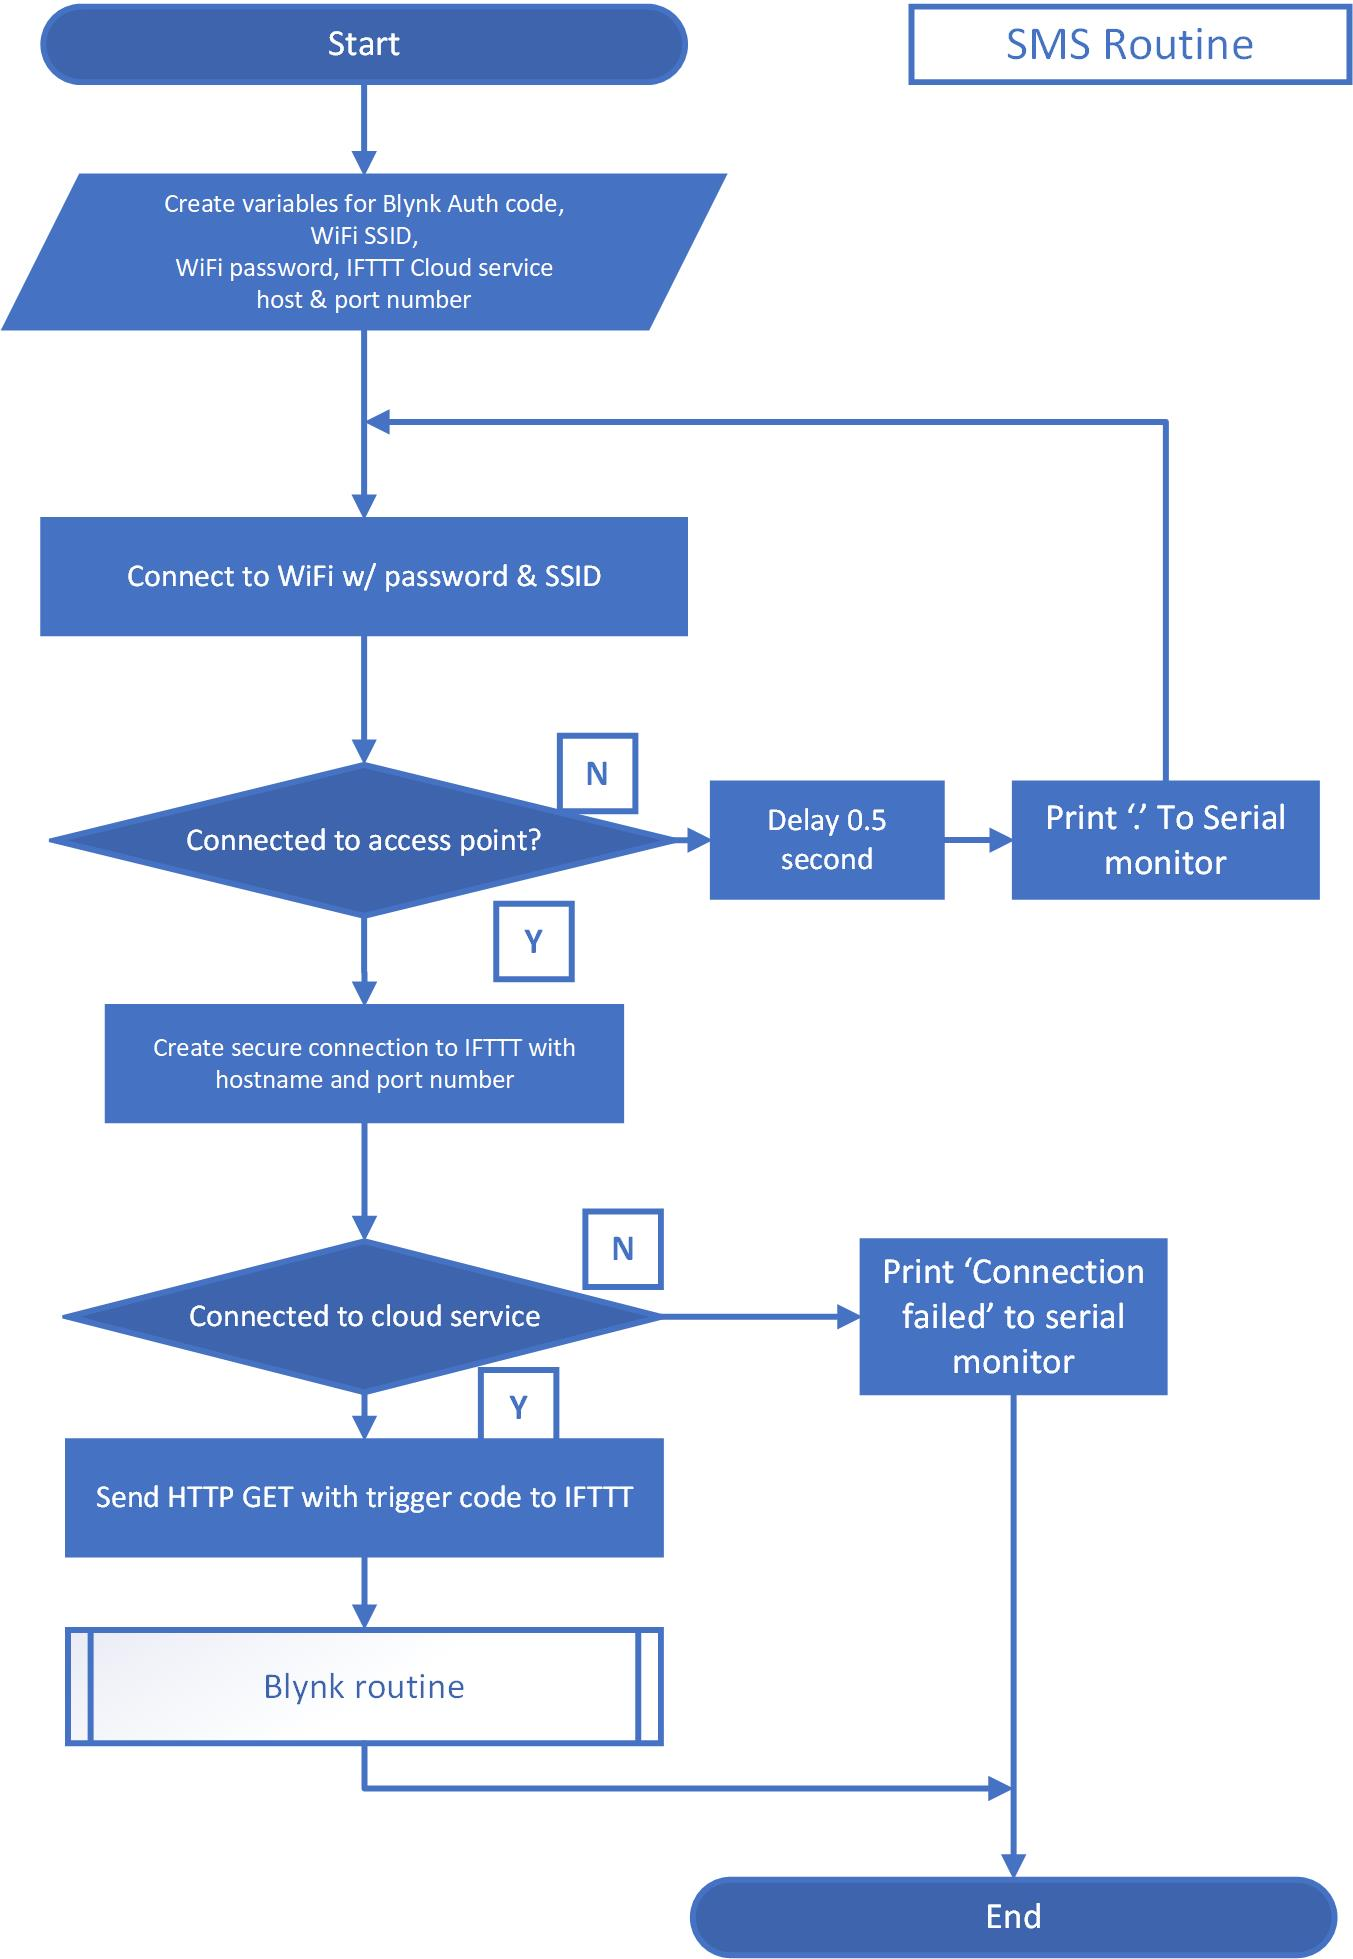 Start
SMS Routine
Create variables for Blynk Auth code,
WiFi SSID,
WiFi password, IFTTT Cloud service
host & port number
Connect to WiFi w/ password & SSID
N
Connected to access point?
Delay 0.5
second
Print ‘.’ To Serial
monitor
Y
Create secure connection to IFTTT with
hostname and port number
N
Connected to cloud service
Print ‘Connection
failed’ to serial
monitor
Y
Send HTTP GET with trigger code to IFTTT
Blynk routine
End